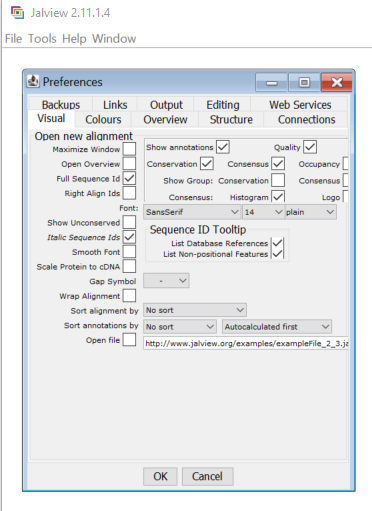 Jalview 2.11.1.4
File Tools Help Window
Preferences
Backups Links Output Editing Web Services
Visual Colours Overview Structure Connections
Open new alignment
Maximize Window Show annotations Quality
Open Overview Conservation Consensus Occupancy
Full Sequence Id Show Group: Conservation Consensus
Right Align Ids Consensus: Histogram Logo
Font: SansSerif 14 plain
Show Unconserved Sequence ID Tooltip
Italic Sequence Ids List Database References
Smooth Font List Non-positional Features
Scale Protein to cDNA
Gap Symbol -
Wrap Alignment
Sort alignment by No sort
Sort annotations by No sort Autocalculated first
Open file http://www.jalview.org/examples/exampleFile_2_3.ja
OK Cancel